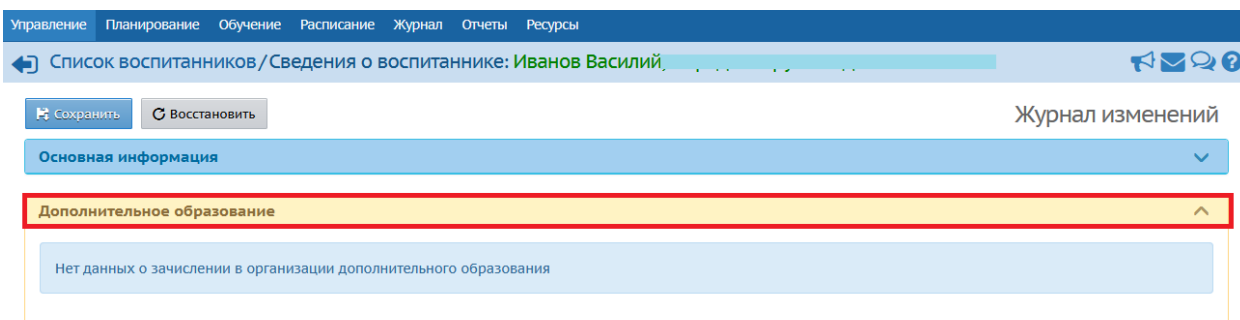 Управление Планирование Обучение Расписание Журнал Отчеты Ресурсы
Список воспитанников/Сведения о воспитаннике: Иванов Василий,
Сохранить Восстановить Журнал изменений
Основная информация
Дополнительное образование
Нет данных о зачислении в организации дополнительного образования